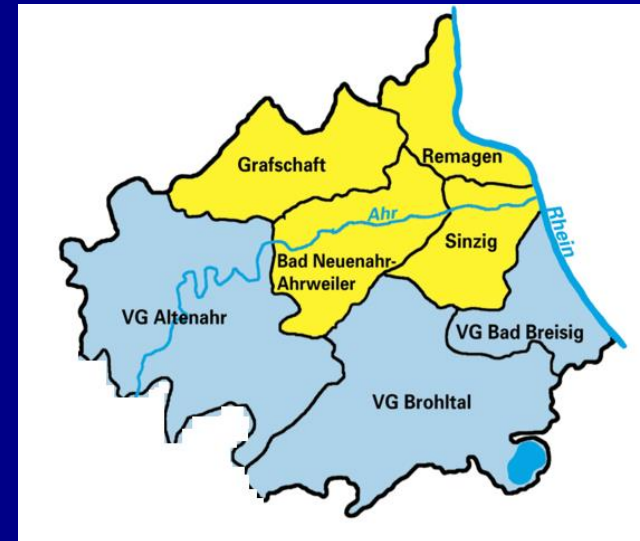 Remagen
Grafschaft
Ahr
Rhein
Sinzig
Bad Neuenahr-
Ahrweiler
VG Altenahr
VG Bad Breisig
VG Brohltal